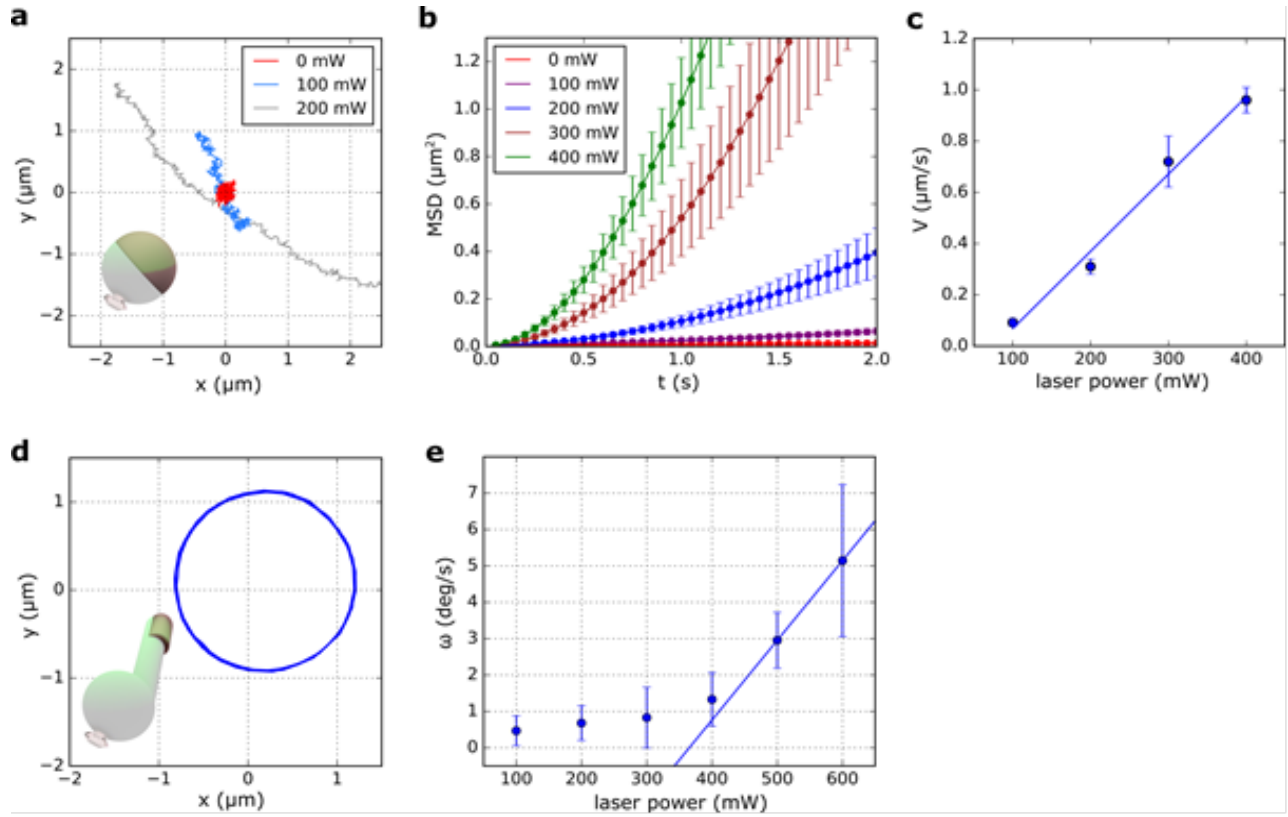 a
y (μm)
2
1
0
−1
−2
−2 −1 0 1 2
x (μm)
0 mW
100 mW
200 mW
b
MSD (μm²)
1.2
1.0
0.8
0.6
0.4
0.2
0.0
0.0 0.5 1.0 1.5 2.0
t (s)
0 mW
100 mW
200 mW
300 mW
400 mW
c
V (μm/s)
1.2
1.0
0.8
0.6
0.4
0.2
0.0
100 200 300 400
laser power (mW)
d
y (μm)
1
0
−1
−2
−2 −1 0 1
x (μm)
e
ω (deg/s)
7
6
5
4
3
2
1
0
100 200 300 400 500 600
laser power (mW)